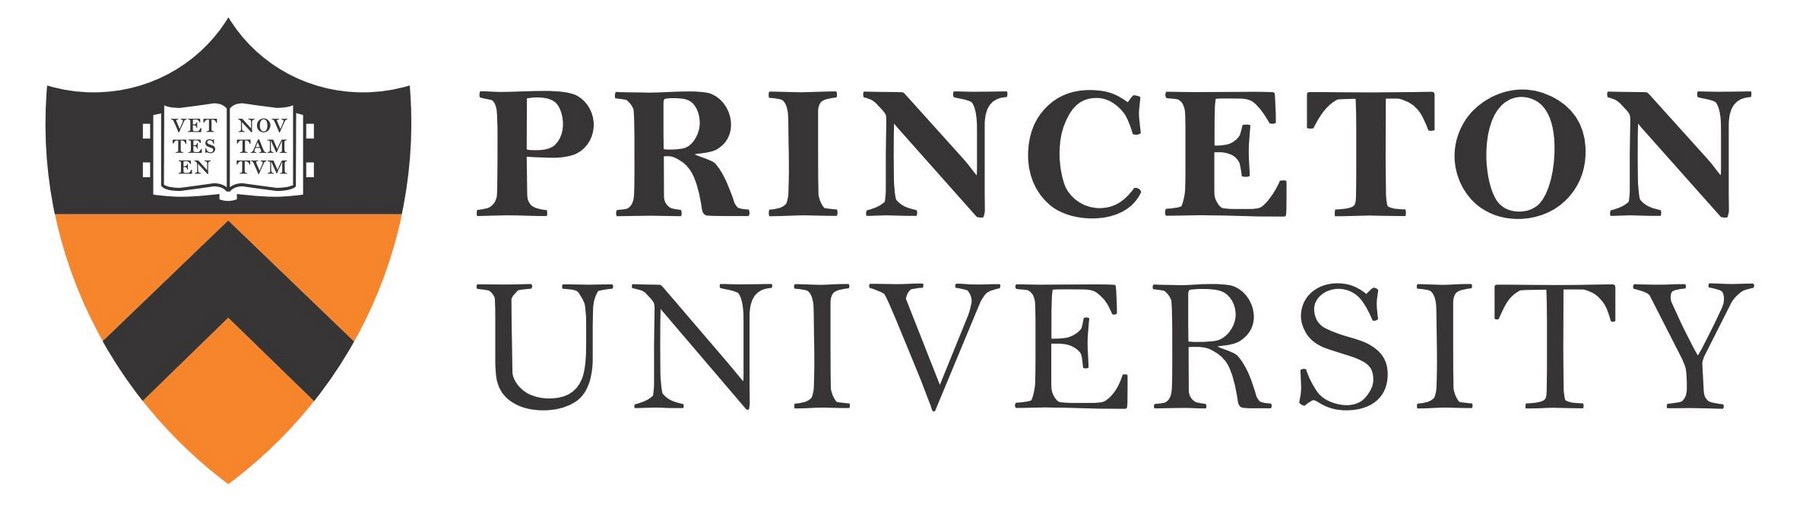 VET NOV
TES TAM
EN TVM
PRINCETON
UNIVERSITY